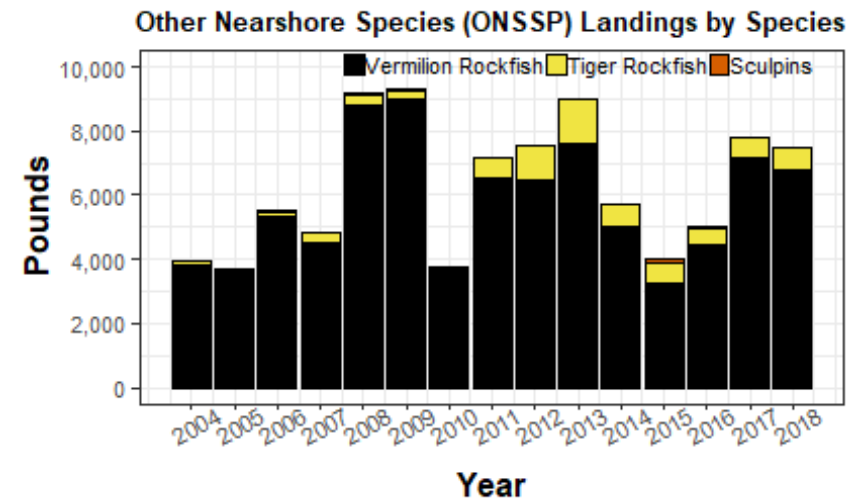 Other Nearshore Species (ONSSP) Landings by Species
Vermilion Rockfish Tiger Rockfish Sculpins
10,000
8,000
6,000
4,000
2,000
0
Pounds
2004 2005 2006 2007 2008 2009 2010 2011 2012 2013 2014 2015 2016 2017 2018
Year